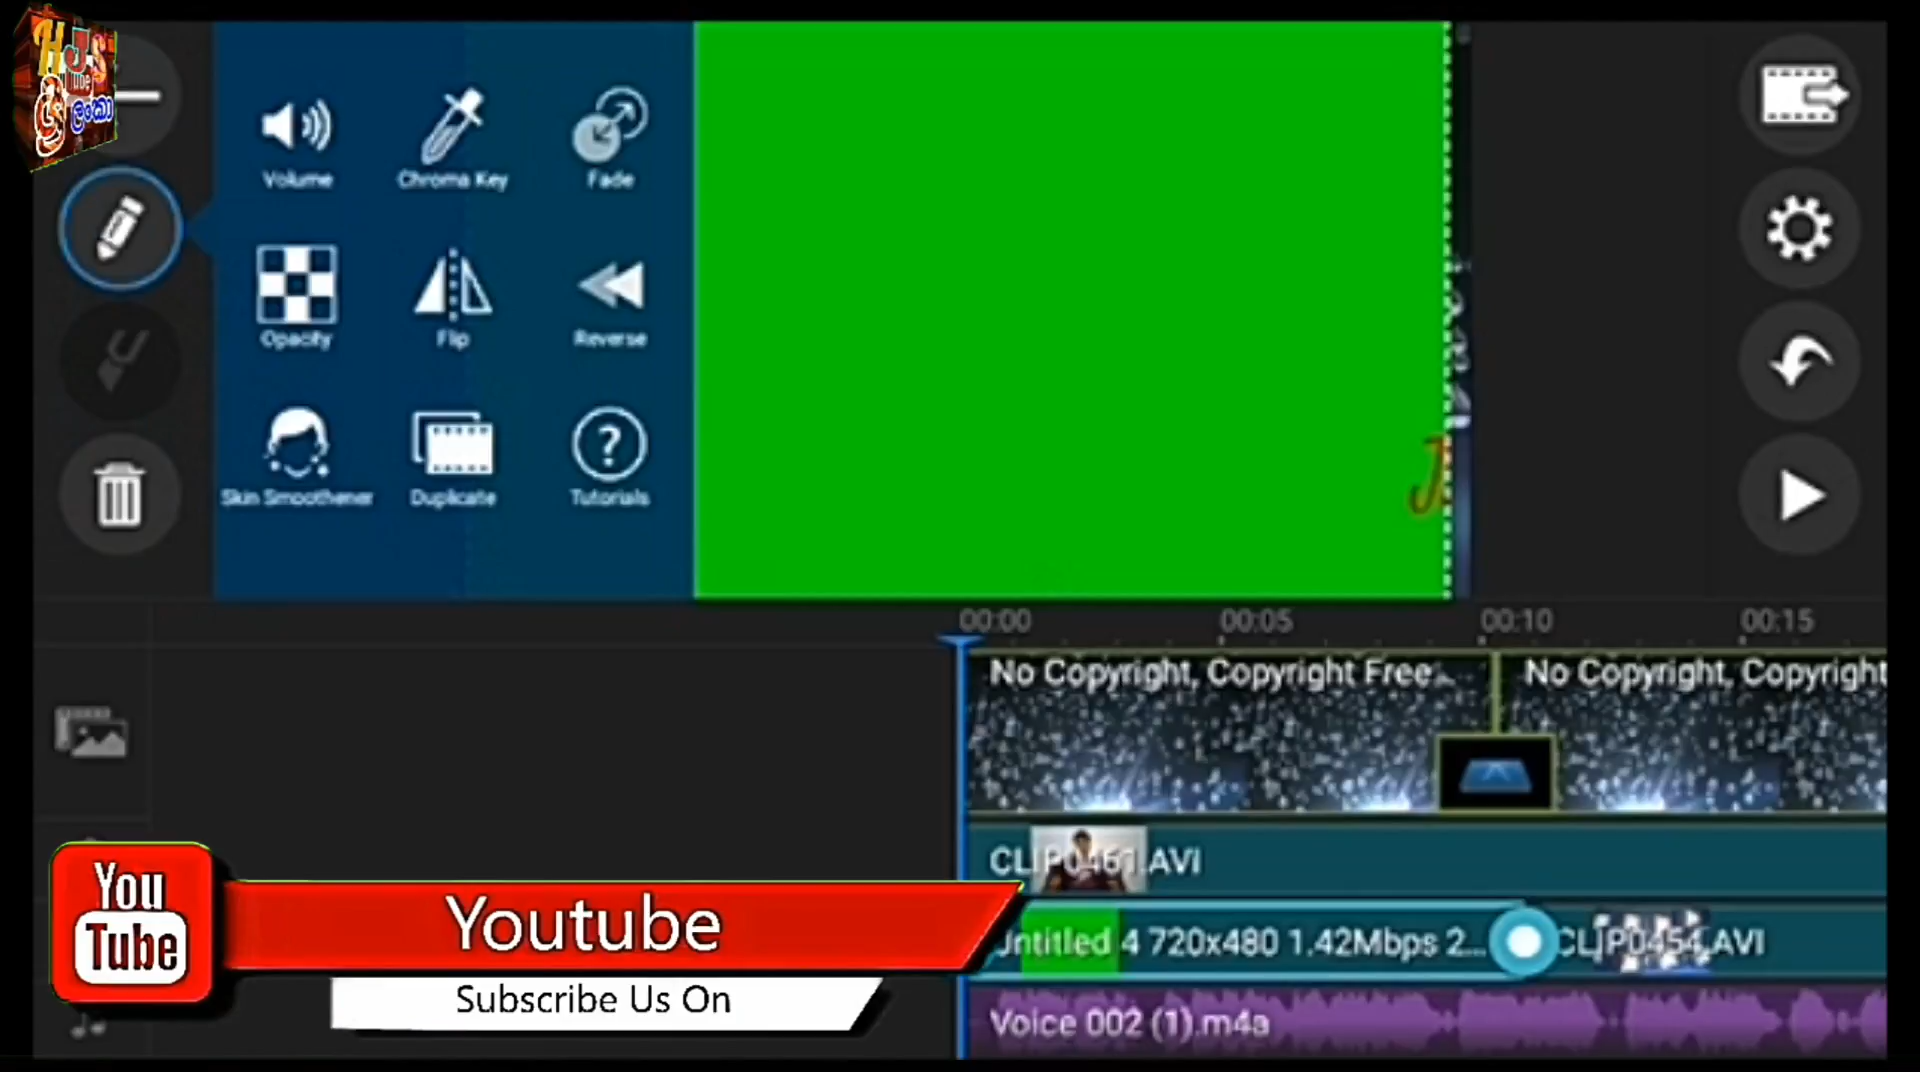 HJS
Tube
ශ්‍රී ලංකා
Volume
Chroma Key
Fade
Opacity
Flip
Reverse
Skin Smoothener
Duplicate
Tutorials
J
00:00
00:05
00:10
00:15
No Copyright, Copyright Free...
No Copyright, Copyright
CLIP0461.AVI
Untitled 4 720x480 1.42Mbps 2...
CLIP0454.AVI
Voice 002 (1).m4a
You
Tube
Youtube
Subscribe Us On